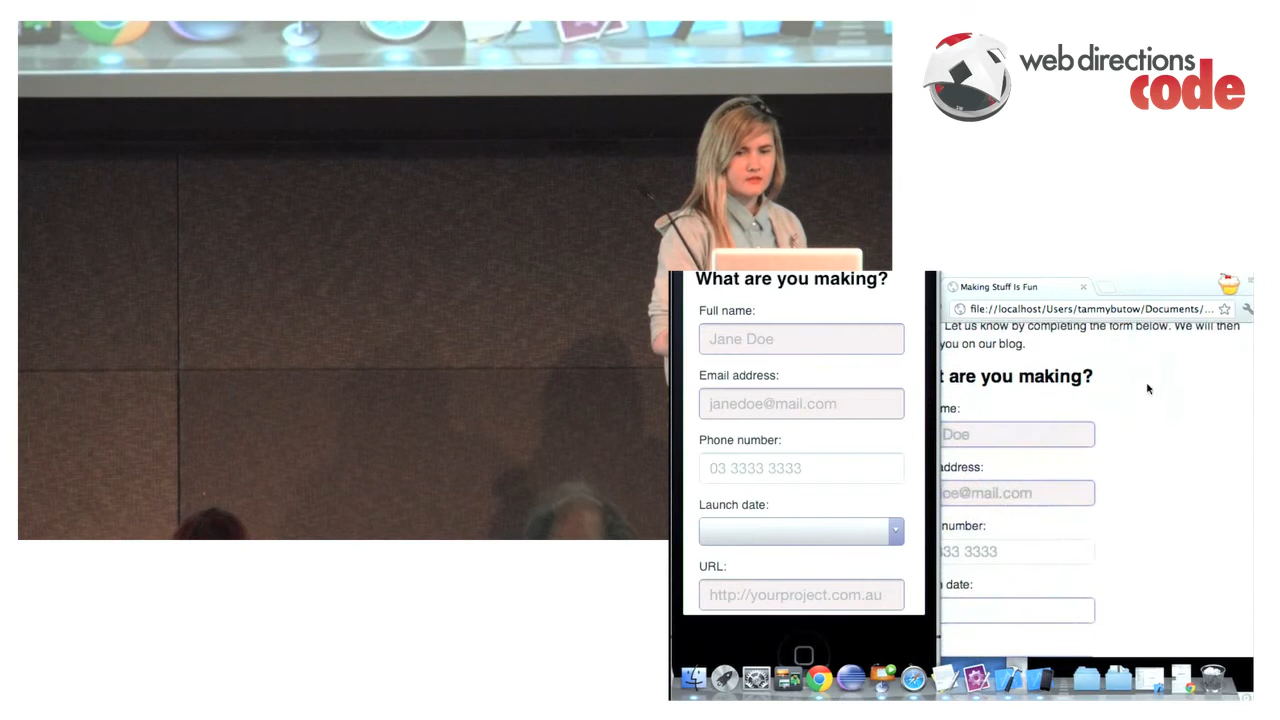 web directions
code
What are you making?
Full name:
Jane Doe
Email address:
janedoe@mail.com
Phone number:
03 3333 3333
Launch date:
URL:
http://yourproject.com.au
Making Stuff Is Fun
file://localhost/Users/tammybutow/Documents/...
Let us know by completing the form below. We will then
you on our blog.
t are you making?
me:
Doe
address:
oe@mail.com
number:
333 3333
date: